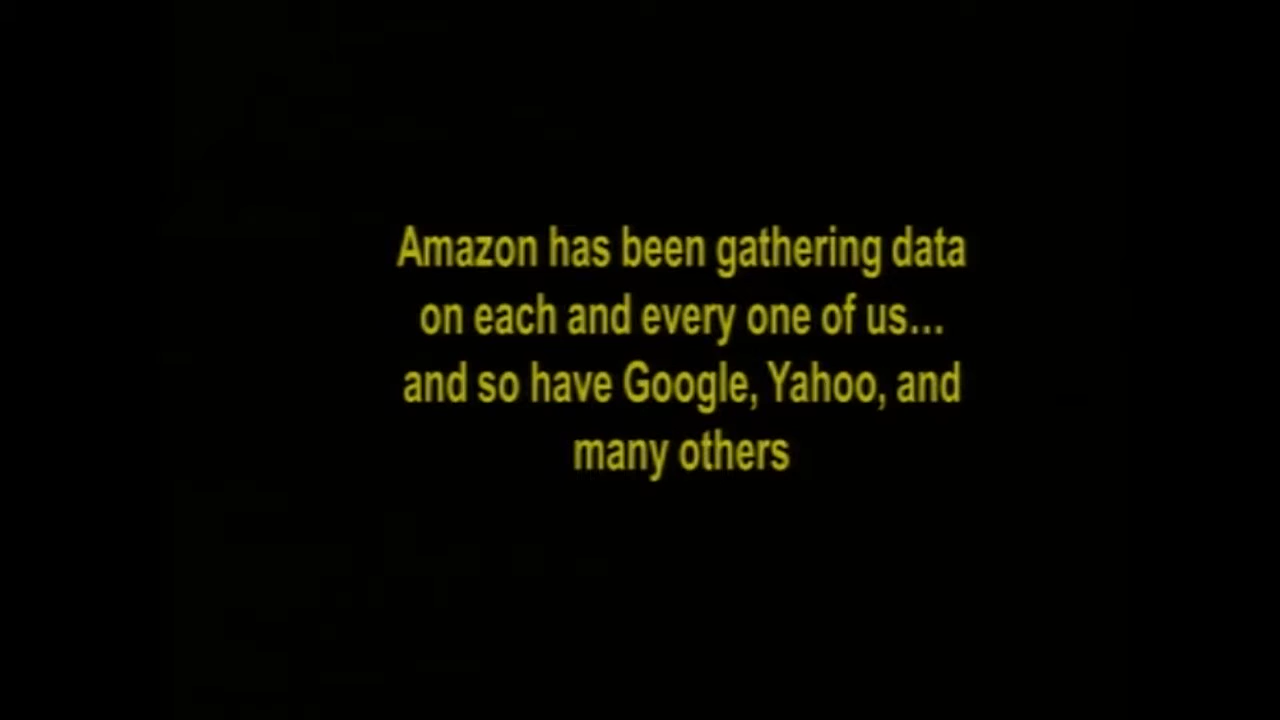 Amazon has been gathering data
on each and every one of us...
and so have Google, Yahoo, and
many others